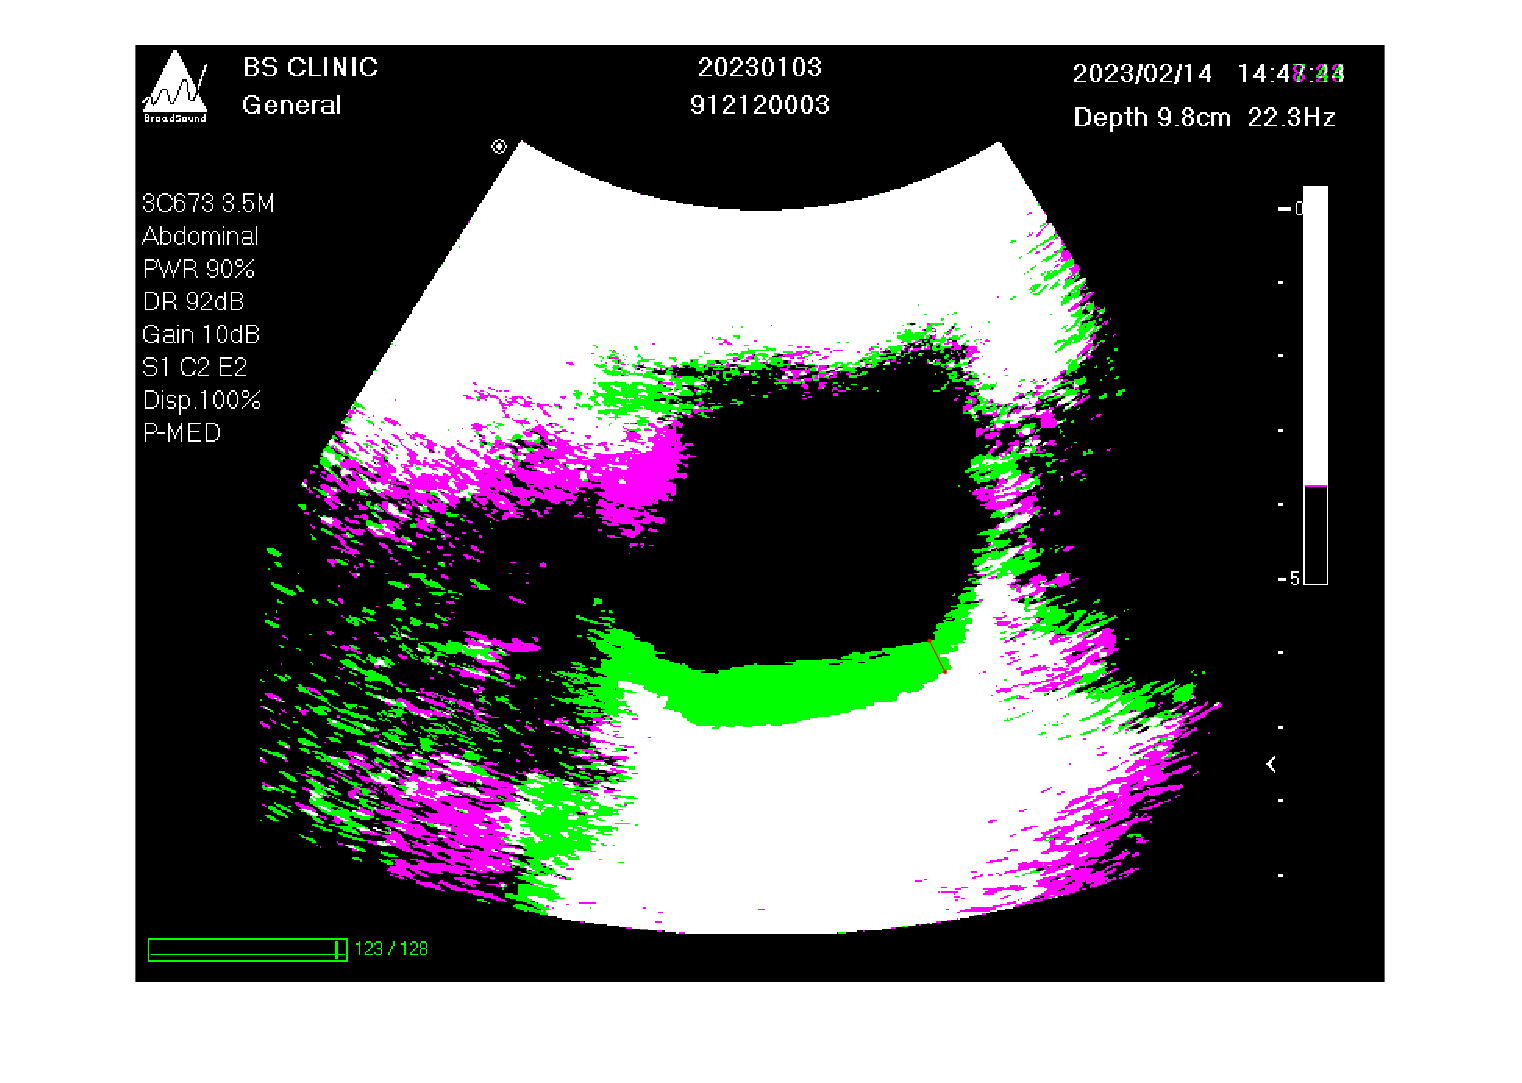 BS CLINIC
General
BroadSound
20230103
912120003
2023/02/14
Depth 9.8cm 22.3Hz
3C673 3.5M
Abdominal
PWR 90%
DR 92dB
Gain 10dB
S1 C2 E2
Disp.100%
P-MED
0
5
123 / 128